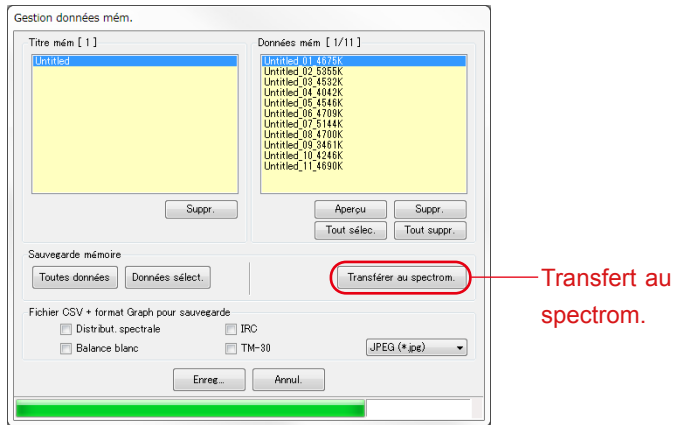 Gestion données mém.
Titre mém [ 1 ]
Untitled
Suppr.
Données mém [ 1/11 ]
Untitled_01_4675K
Untitled_02_5355K
Untitled_03_4532K
Untitled_04_4042K
Untitled_05_4546K
Untitled_06_4709K
Untitled_07_5144K
Untitled_08_4700K
Untitled_09_3461K
Untitled_10_4246K
Untitled_11_4690K
Aperçu Suppr.
Tout sélec. Tout suppr.
Sauvegarde mémoire
Toutes données Données sélect. Transférer au spectrom.
Transfert au
spectrom.
Fichier CSV + format Graph pour sauvegarde
Distribut. spectrale IRC
Balance blanc TM-30 JPEG (*.jpg)
Enreg... Annul.